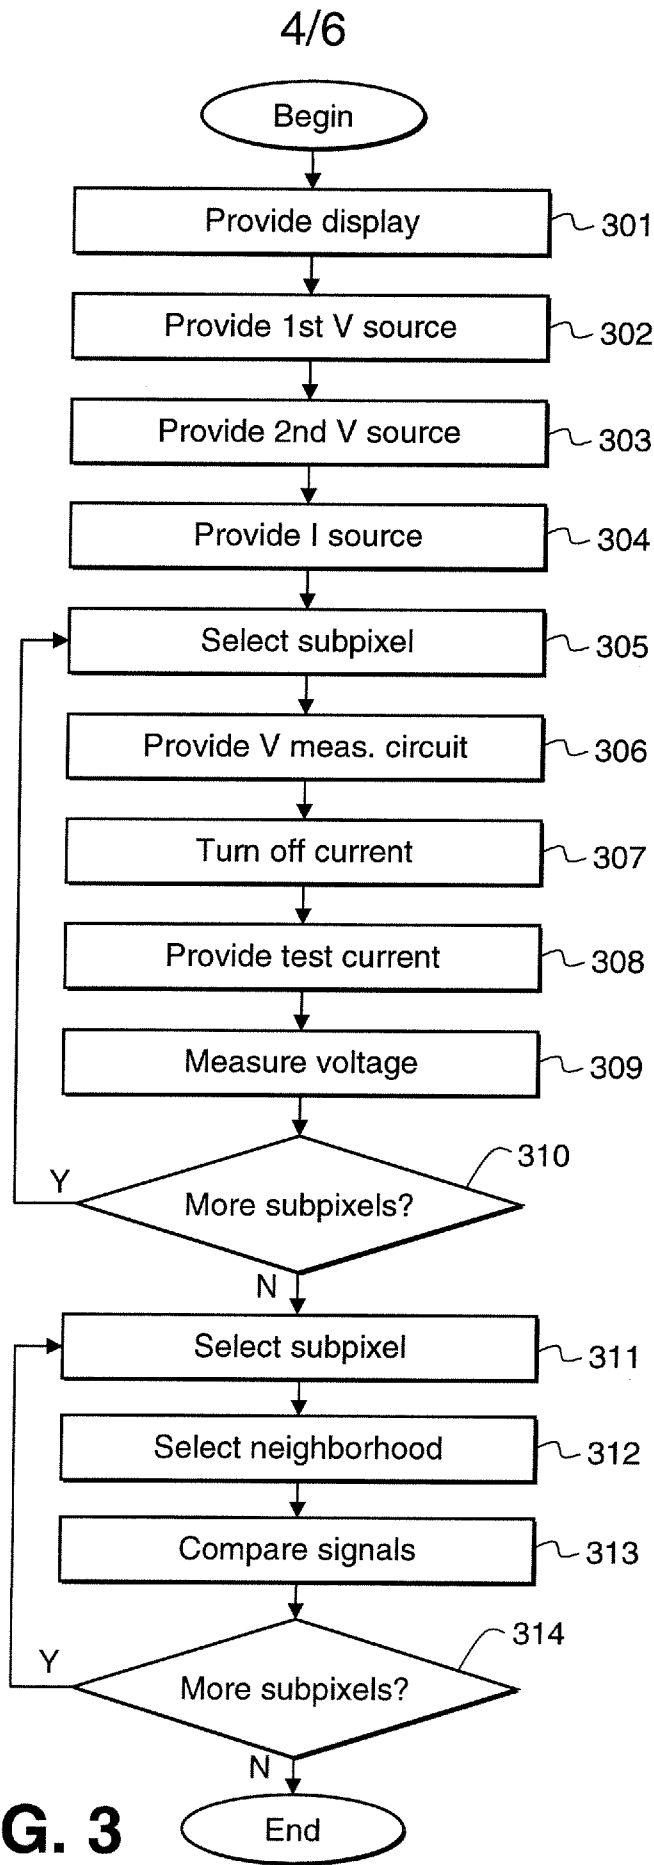 4/6
Begin
Provide display
301
Provide 1st V source
302
Provide 2nd V source
303
Provide I source
304
Select subpixel
305
Provide V meas. circuit
306
Turn off current
307
Provide test current
308
Measure voltage
309
310
Y
More subpixels?
N
Select subpixel
311
Select neighborhood
312
Compare signals
313
314
Y
More subpixels?
N
G. 3
End